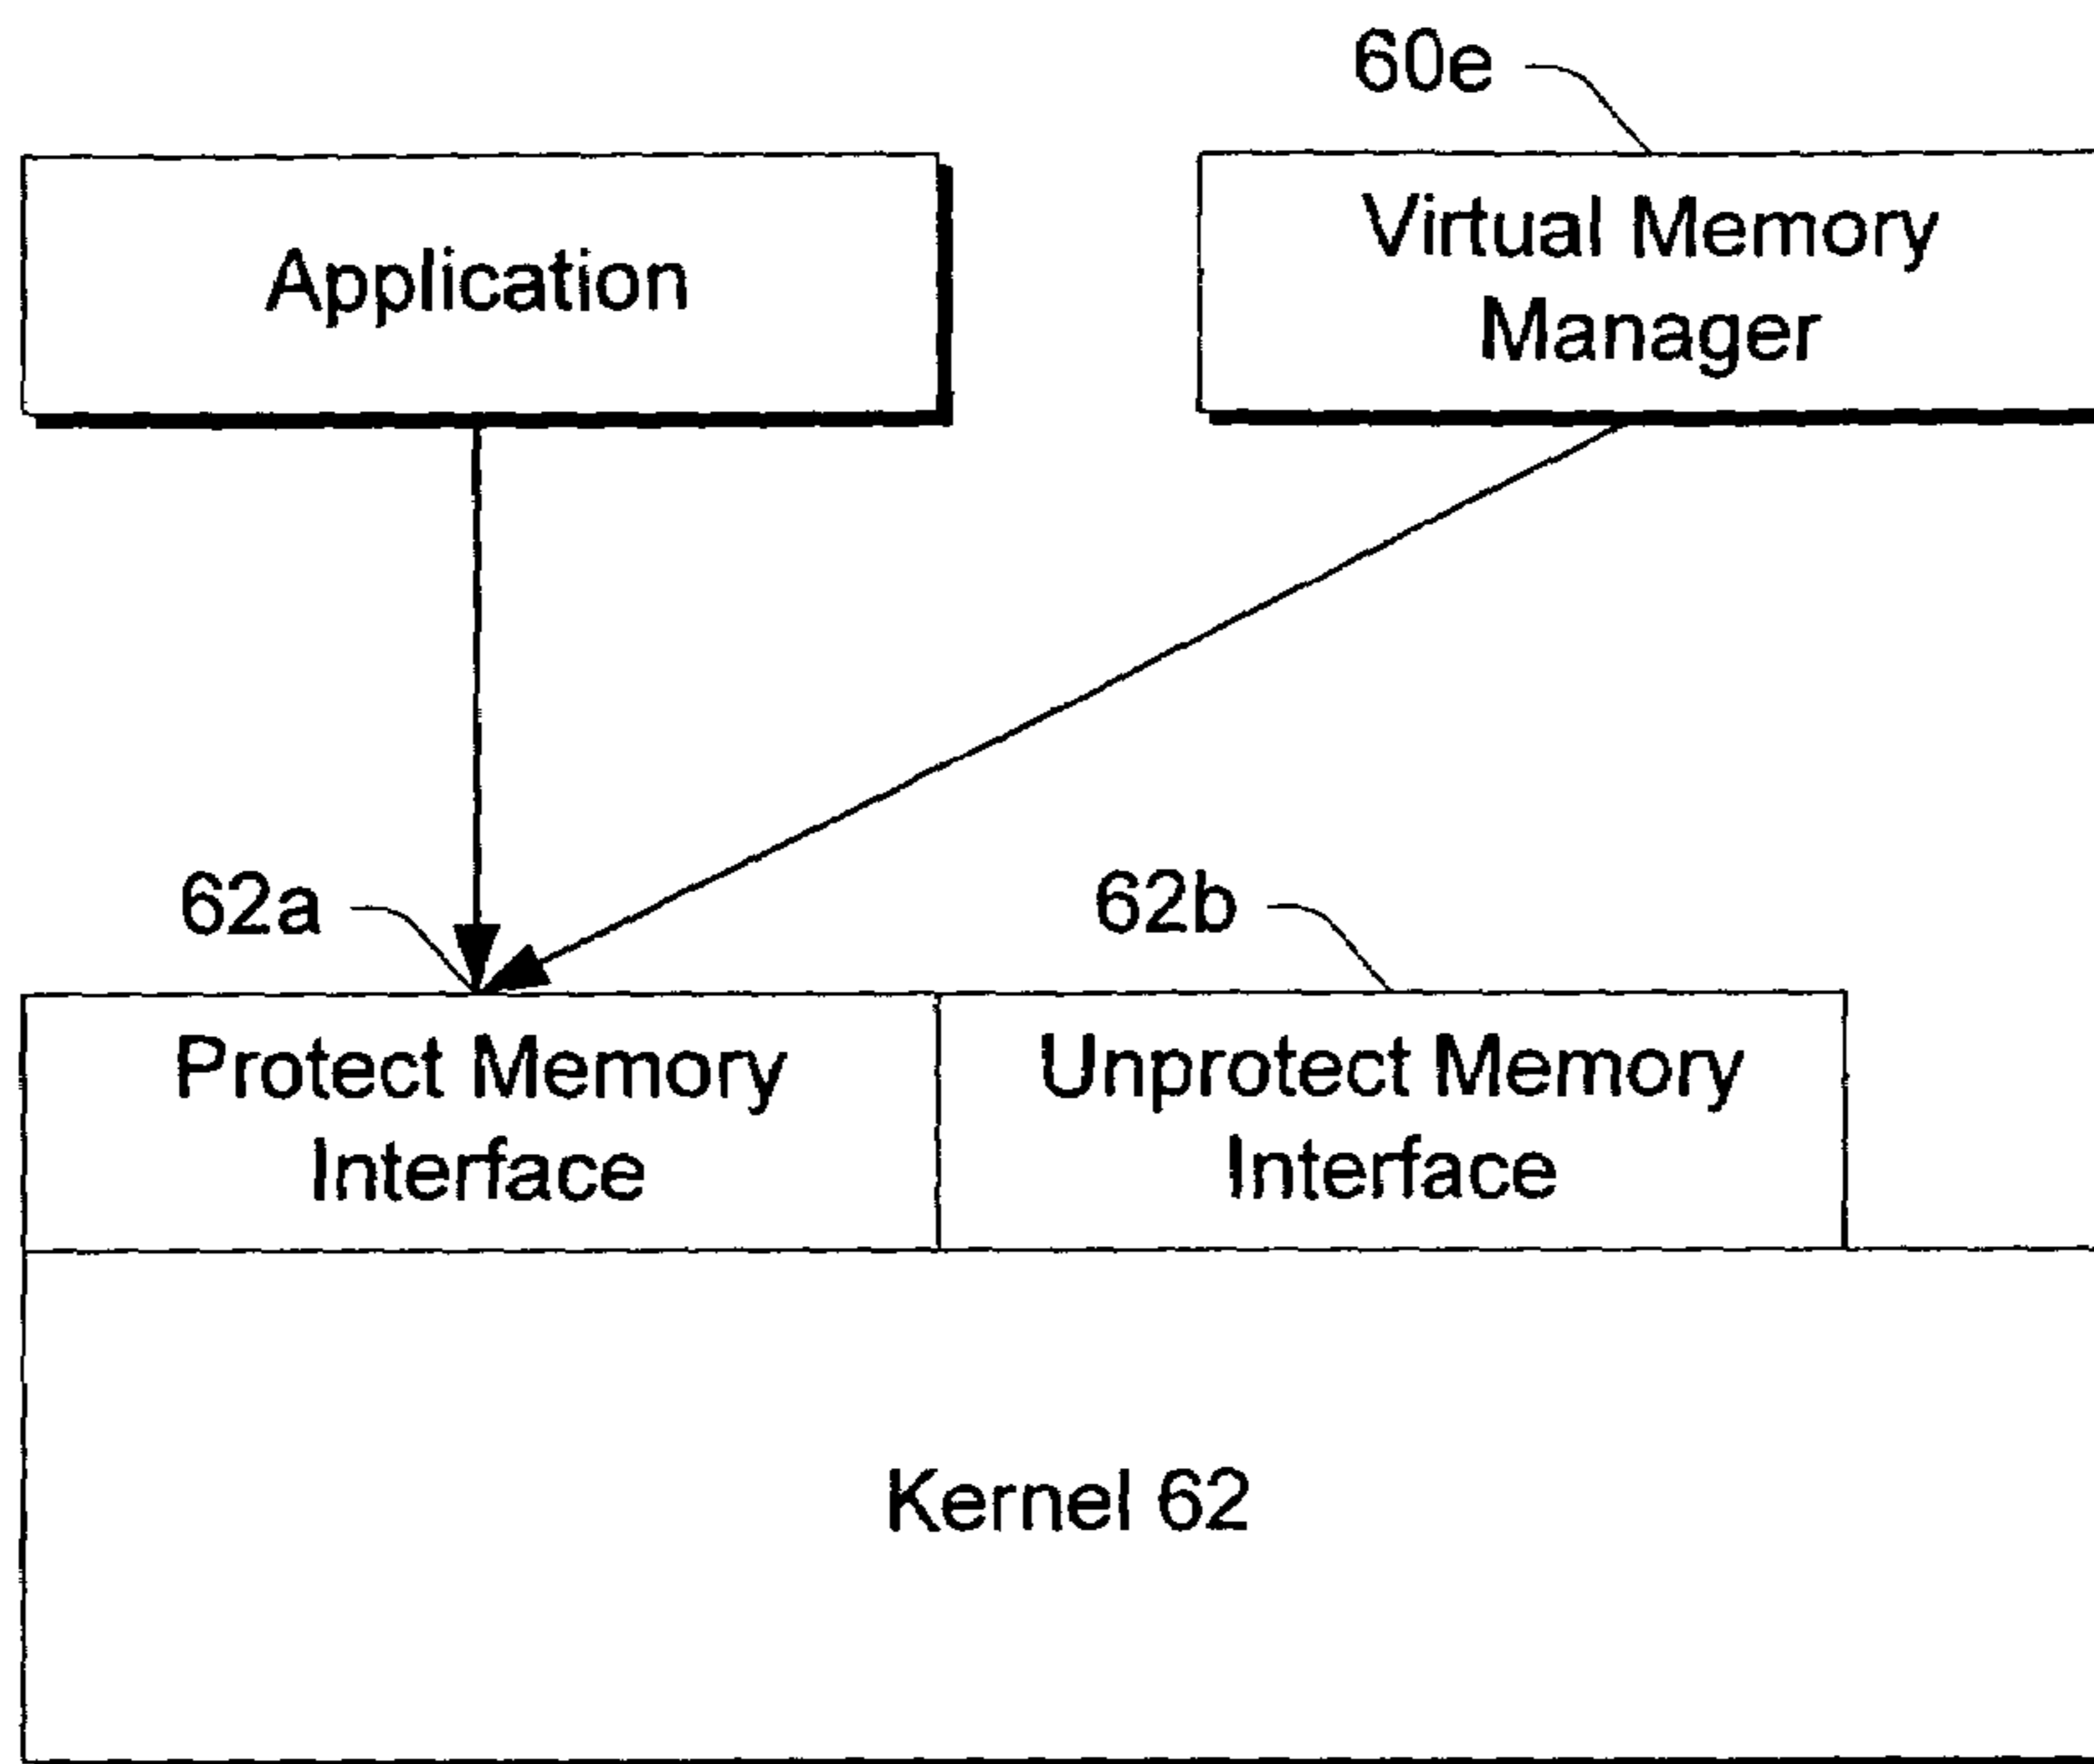 60e
Application
Virtual Memory
Manager
62a
62b
Protect Memory
Interface
Unprotect Memory
Interface
Kernel 62